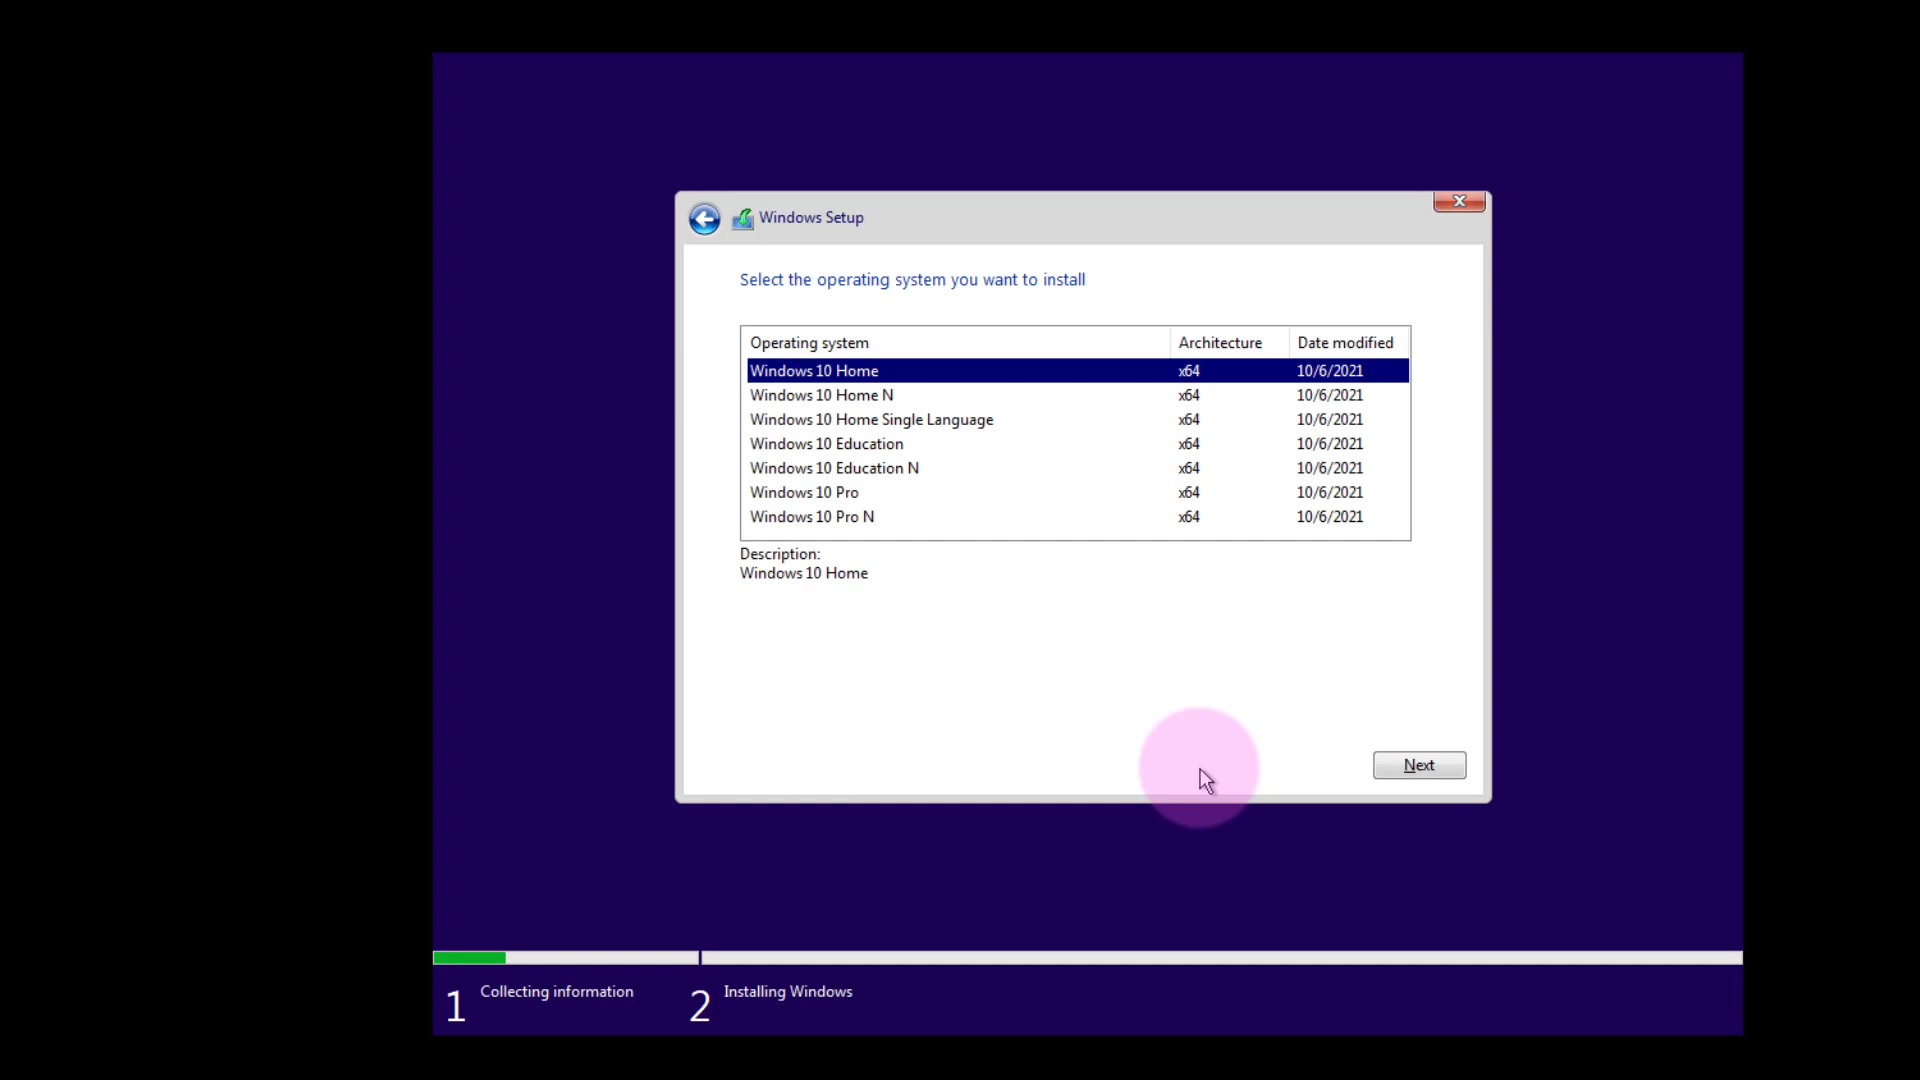 Windows Setup
Select the operating system you want to install
Operating system Architecture Date modified
Windows 10 Home x64 10/6/2021
Windows 10 Home N x64 10/6/2021
Windows 10 Home Single Language x64 10/6/2021
Windows 10 Education x64 10/6/2021
Windows 10 Education N x64 10/6/2021
Windows 10 Pro x64 10/6/2021
Windows 10 Pro N x64 10/6/2021
Description:
Windows 10 Home
Next
1 Collecting information 2 Installing Windows